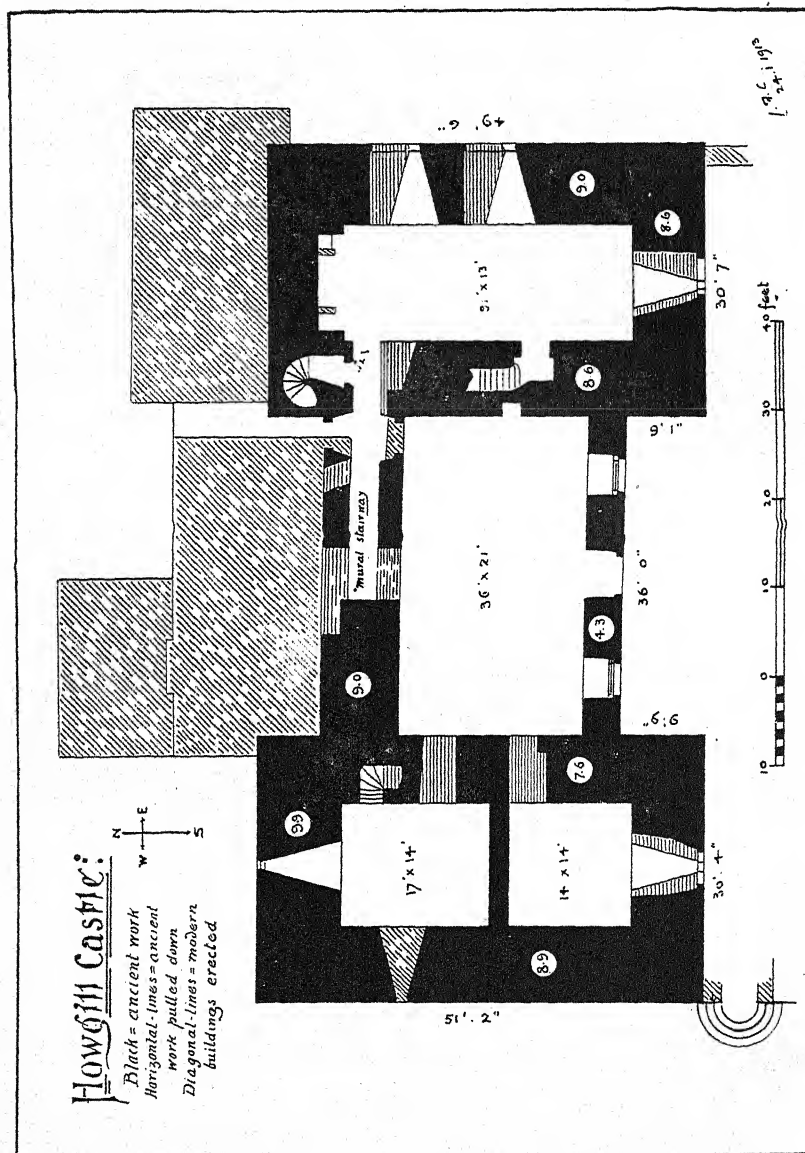 Howgill Castle:
Black = ancient work
Horizontal-lines = ancient
work pulled down
Diagonal-lines = modern
buildings erected
N
E
W
S
49'. 6"
9.0
8.6
30'. 7"
31' x 13'
8.6
9' 1"
mural stairway
36' x 21'
36' 0"
4.3
9.0
9' 9"
7.6
9.9
17' x 14'
14 x 14'
30'. 4"
8.9
51'. 2"
10
0
10
20
30
40 feet
24. i 1913